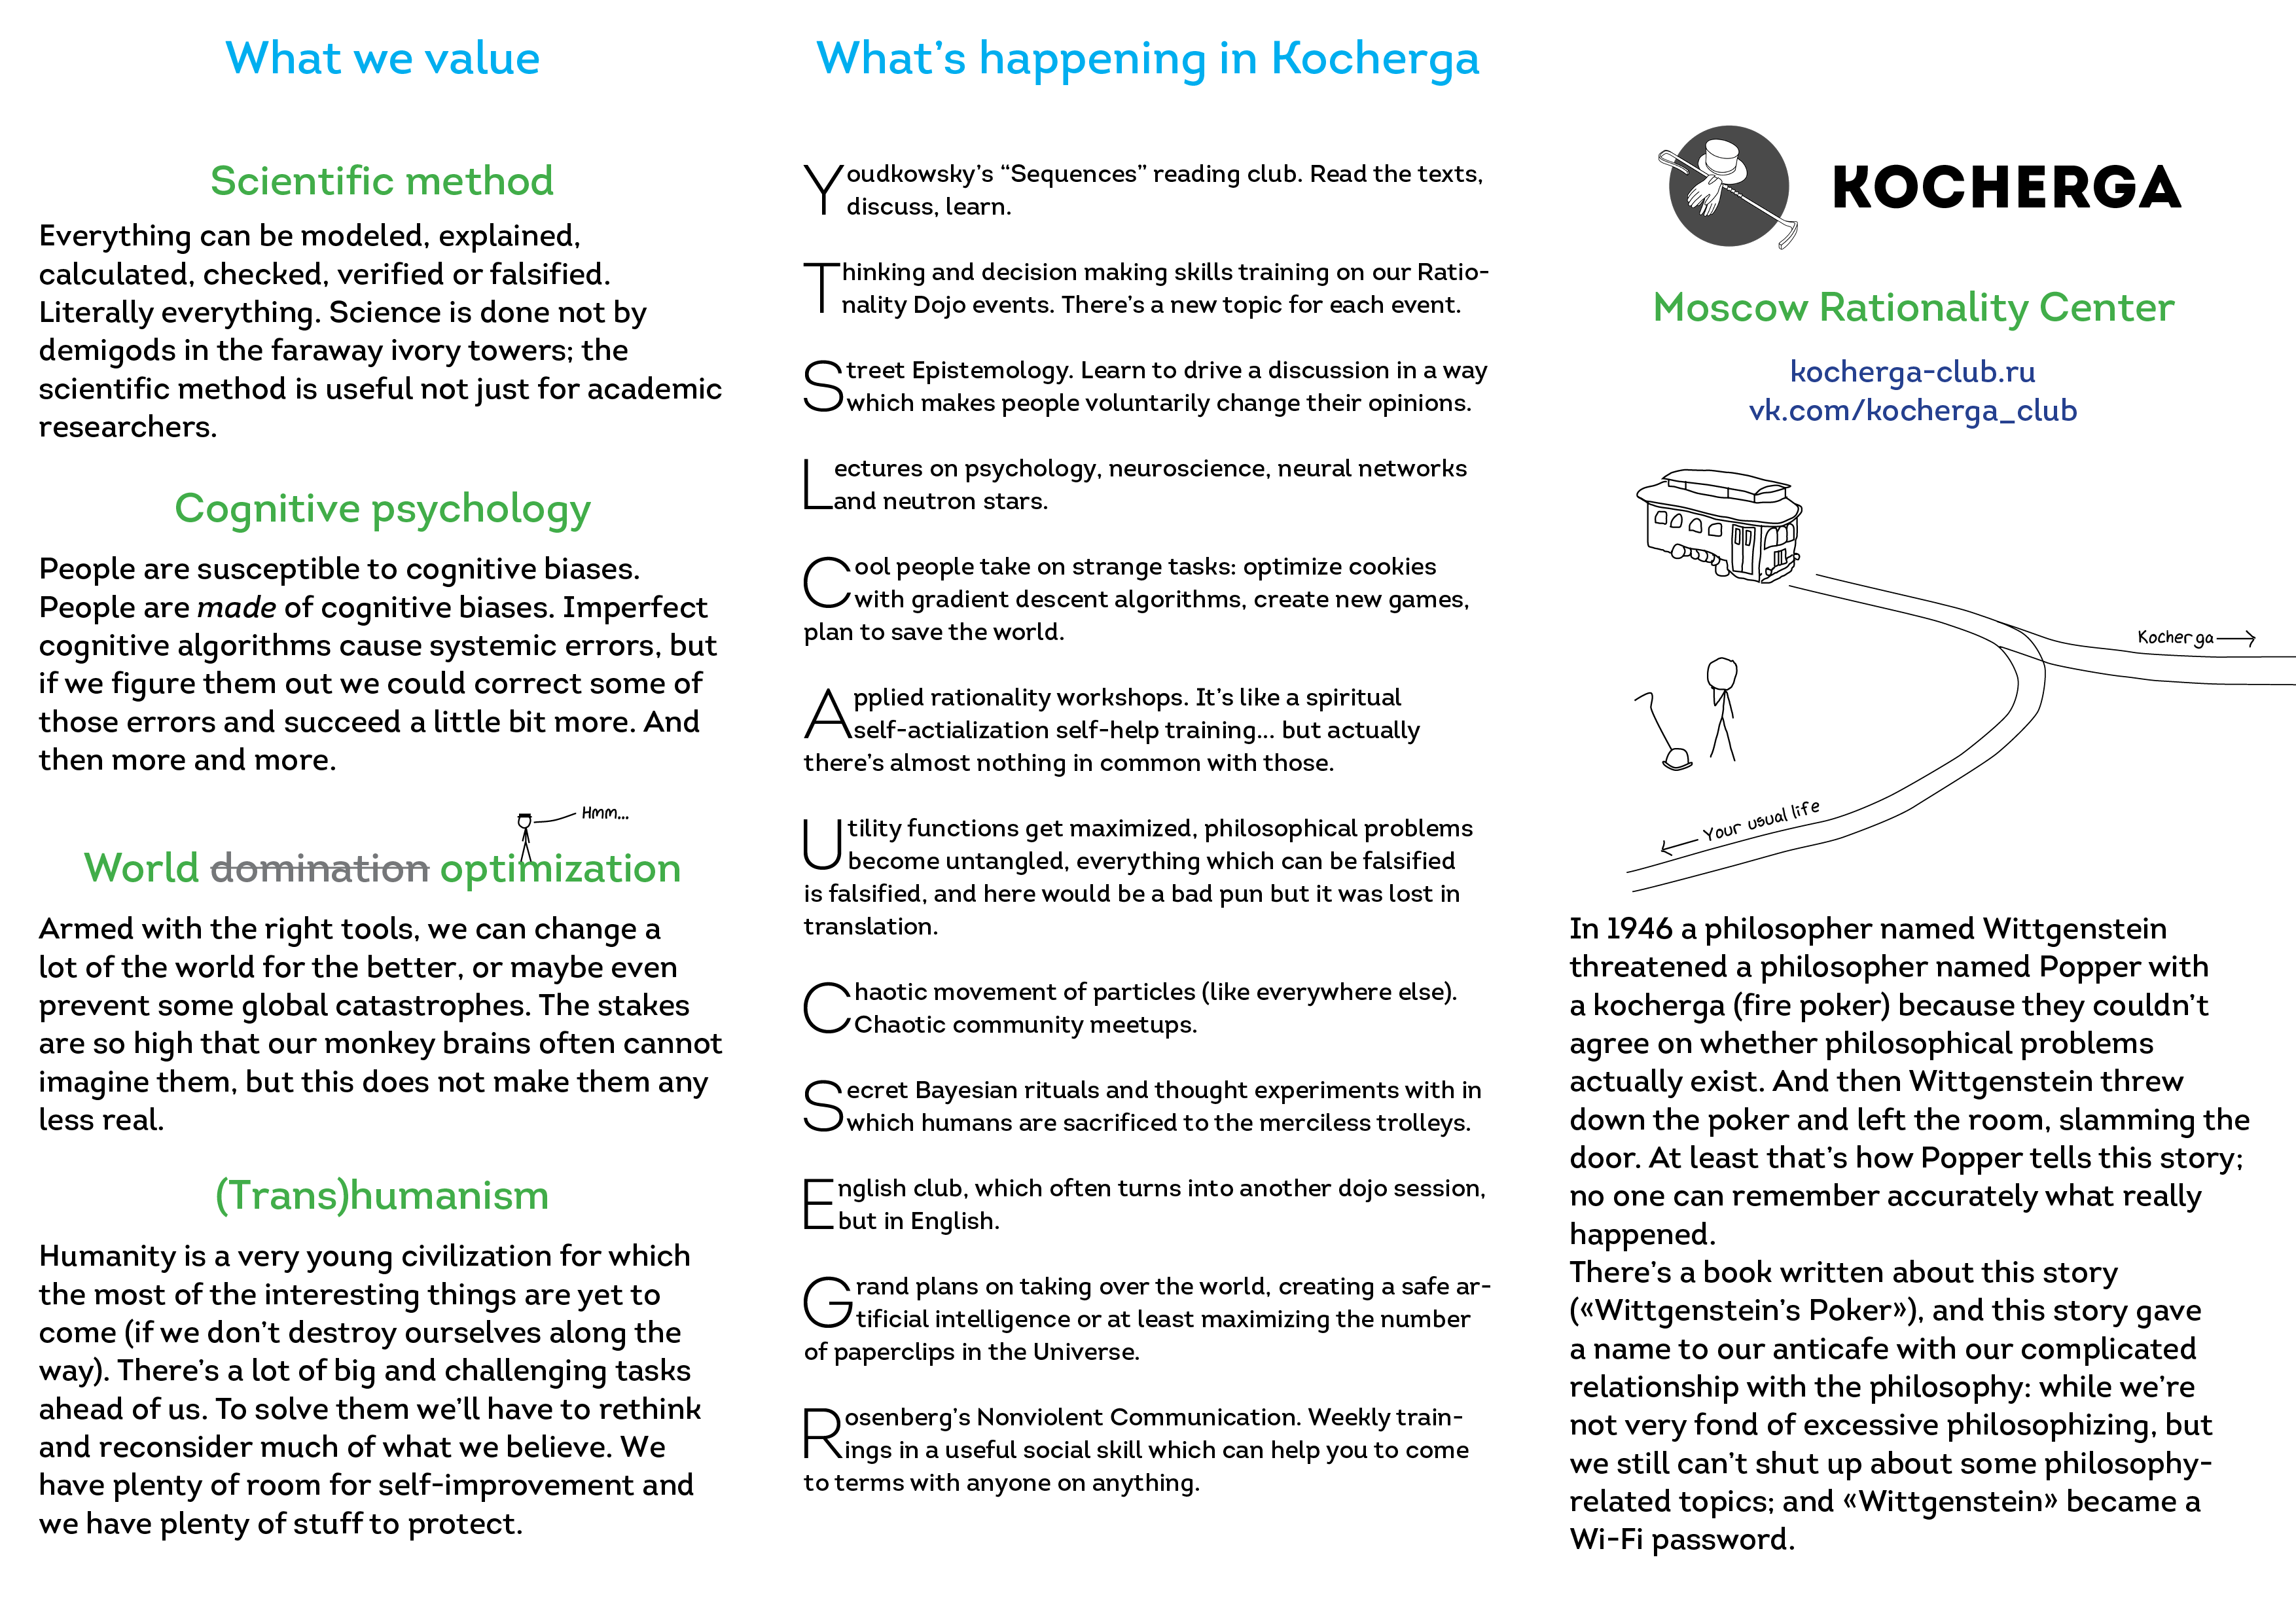 What we value
Scientific method
Everything can be modeled, explained,
calculated, checked, verified or falsified.
Literally everything. Science is done not by
demigods in the faraway ivory towers; the
scientific method is useful not just for academic
researchers.
Cognitive psychology
People are susceptible to cognitive biases.
People are made of cognitive biases. Imperfect
cognitive algorithms cause systemic errors, but
if we figure them out we could correct some of
those errors and succeed a little bit more. And
then more and more.
Hmm...
World domination optimization
Armed with the right tools, we can change a
lot of the world for the better, or maybe even
prevent some global catastrophes. The stakes
are so high that our monkey brains often cannot
imagine them, but this does not make them any
less real.
(Trans)humanism
Humanity is a very young civilization for which
the most of the interesting things are yet to
come (if we don't destroy ourselves along the
way). There's a lot of big and challenging tasks
ahead of us. To solve them we'll have to rethink
and reconsider much of what we believe. We
have plenty of room for self-improvement and
we have plenty of stuff to protect.
What's happening in Kocherga
Youdkowsky's “Sequences” reading club. Read the texts,
discuss, learn.
Thinking and decision making skills training on our Ratio-
nality Dojo events. There's a new topic for each event.
Street Epistemology. Learn to drive a discussion in a way
which makes people voluntarily change their opinions.
Lectures on psychology, neuroscience, neural networks
and neutron stars.
Cool people take on strange tasks: optimize cookies
with gradient descent algorithms, create new games,
plan to save the world.
Applied rationality workshops. It's like a spiritual
self-actialization self-help training... but actually
there's almost nothing in common with those.
Utility functions get maximized, philosophical problems
become untangled, everything which can be falsified
is falsified, and here would be a bad pun but it was lost in
translation.
Chaotic movement of particles (like everywhere else).
Chaotic community meetups.
Secret Bayesian rituals and thought experiments with in
which humans are sacrificed to the merciless trolleys.
English club, which often turns into another dojo session,
but in English.
Grand plans on taking over the world, creating a safe ar-
tificial intelligence or at least maximizing the number
of paperclips in the Universe.
Rosenberg's Nonviolent Communication. Weekly train-
ings in a useful social skill which can help you to come
to terms with anyone on anything.
KOCHERGA
Moscow Rationality Center
kocherga-club.ru
vk.com/kocherga_club
Kocherga
Your usual life
In 1946 a philosopher named Wittgenstein
threatened a philosopher named Popper with
a kocherga (fire poker) because they couldn't
agree on whether philosophical problems
actually exist. And then Wittgenstein threw
down the poker and left the room, slamming the
door. At least that's how Popper tells this story;
no one can remember accurately what really
happened.
There's a book written about this story
(«Wittgenstein's Poker»), and this story gave
a name to our anticafe with our complicated
relationship with the philosophy: while we're
not very fond of excessive philosophizing, but
we still can't shut up about some philosophy-
related topics; and «Wittgenstein» became a
Wi-Fi password.